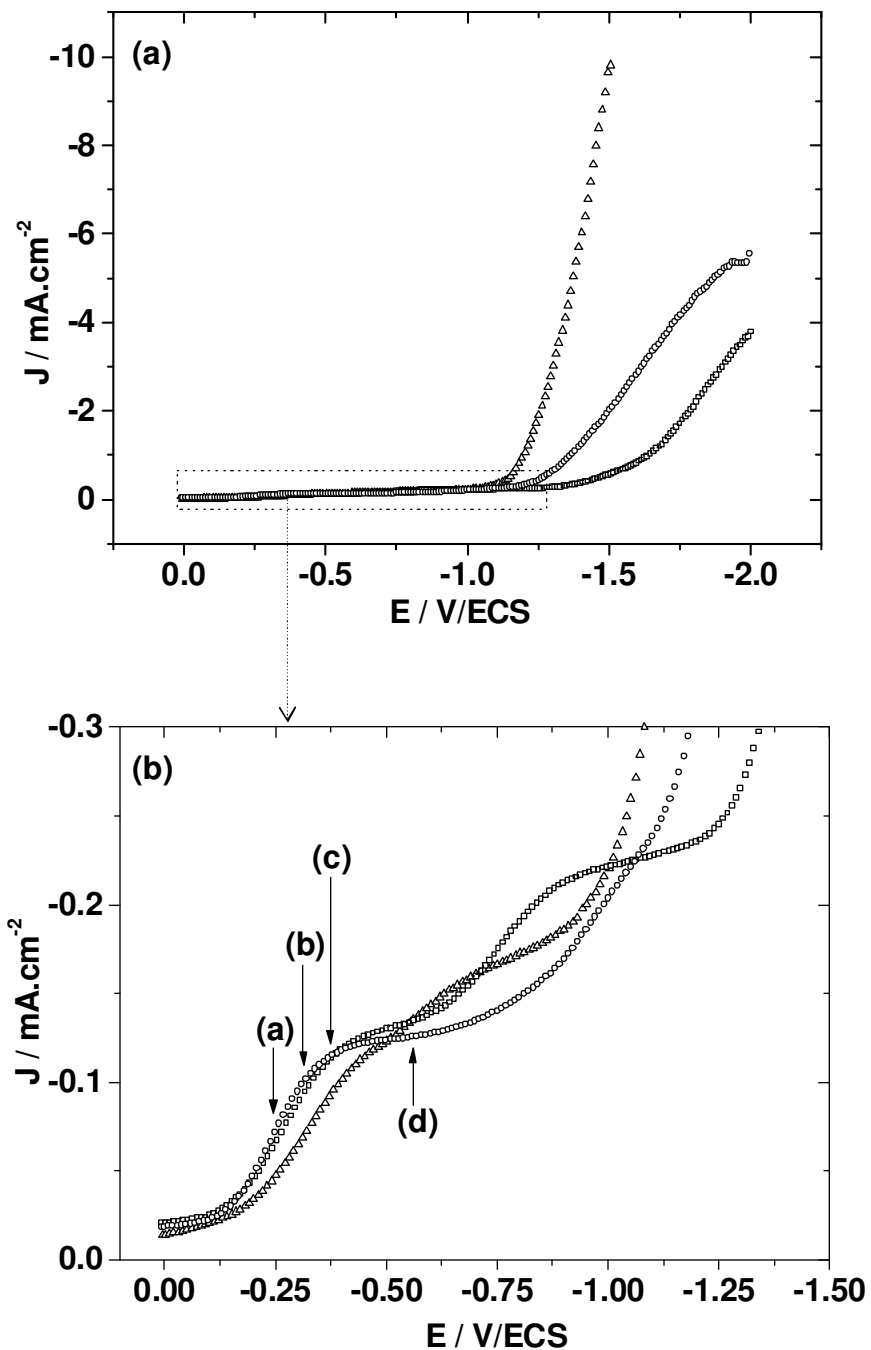 (a)
-10
-8
-6
-4
-2
0
J / mA.cm-2
0.0 -0.5 -1.0 -1.5 -2.0
E / V/ECS
(b)
-0.3
-0.2
-0.1
0.0
J / mA.cm-2
(c)
(b)
(a)
(d)
0.00 -0.25 -0.50 -0.75 -1.00 -1.25 -1.50
E / V/ECS